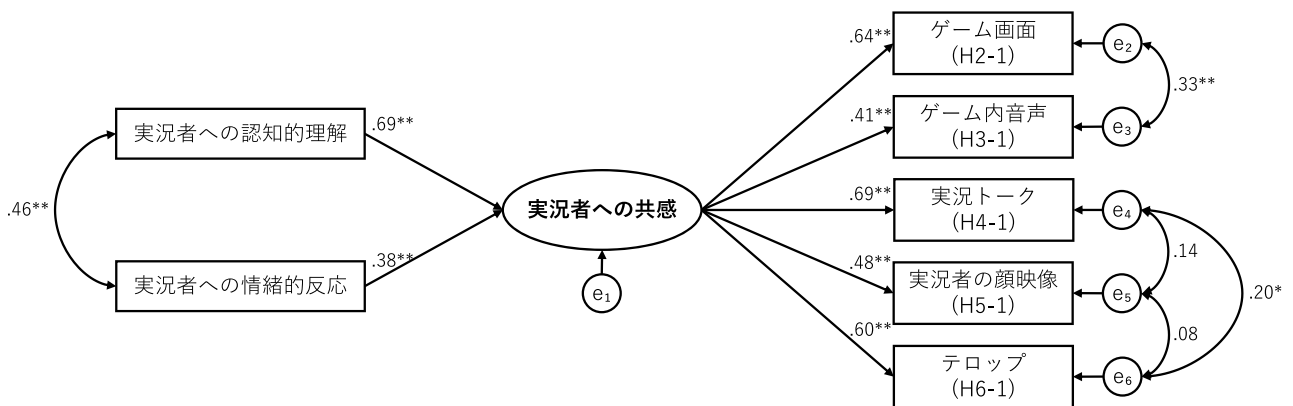 ゲーム画面
(H2-1)
.64**
e2
.33**
ゲーム内音声
(H3-1)
.41**
e3
実況者への認知的理解
.69**
.46**
実況者への共感
e1
実況者への情緒的反応
.38**
実況トーク
(H4-1)
.69**
e4
.14
.20*
実況者の顔映像
(H5-1)
.48**
e5
.08
テロップ
(H6-1)
.60**
e6